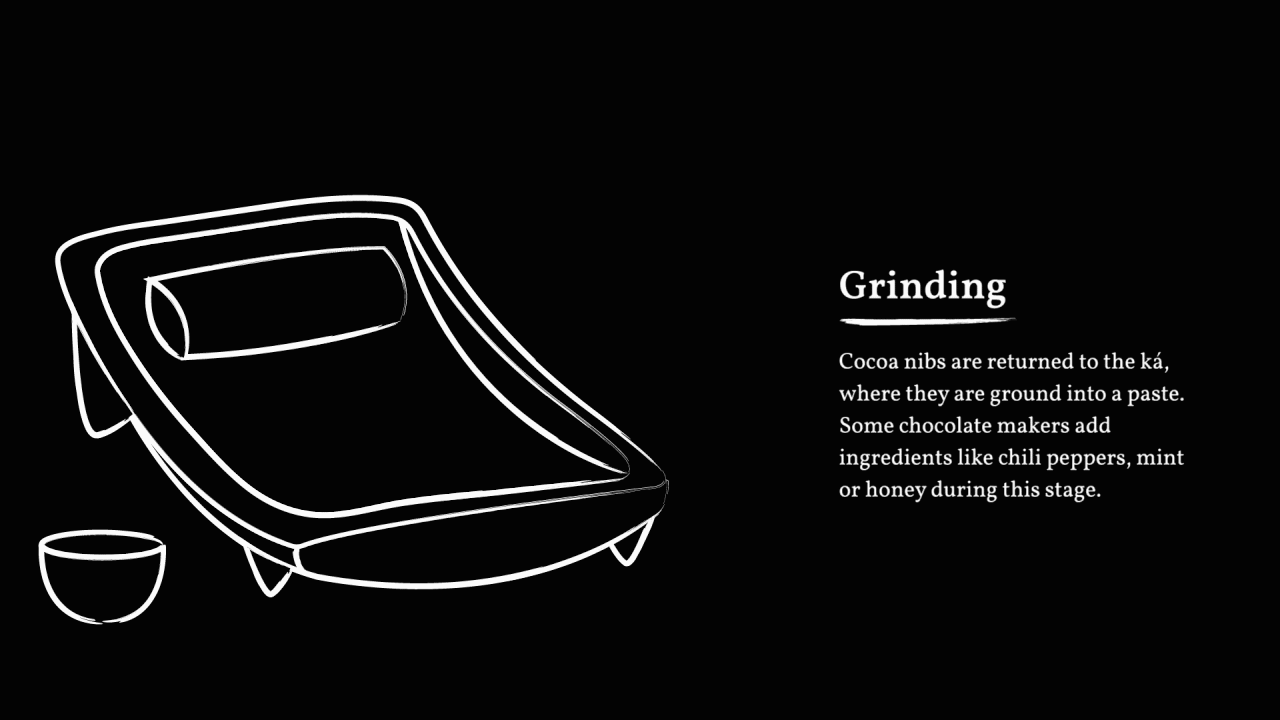 Grinding
Cocoa nibs are returned to the ká,
where they are ground into a paste.
Some chocolate makers add
ingredients like chili peppers, mint
or honey during this stage.